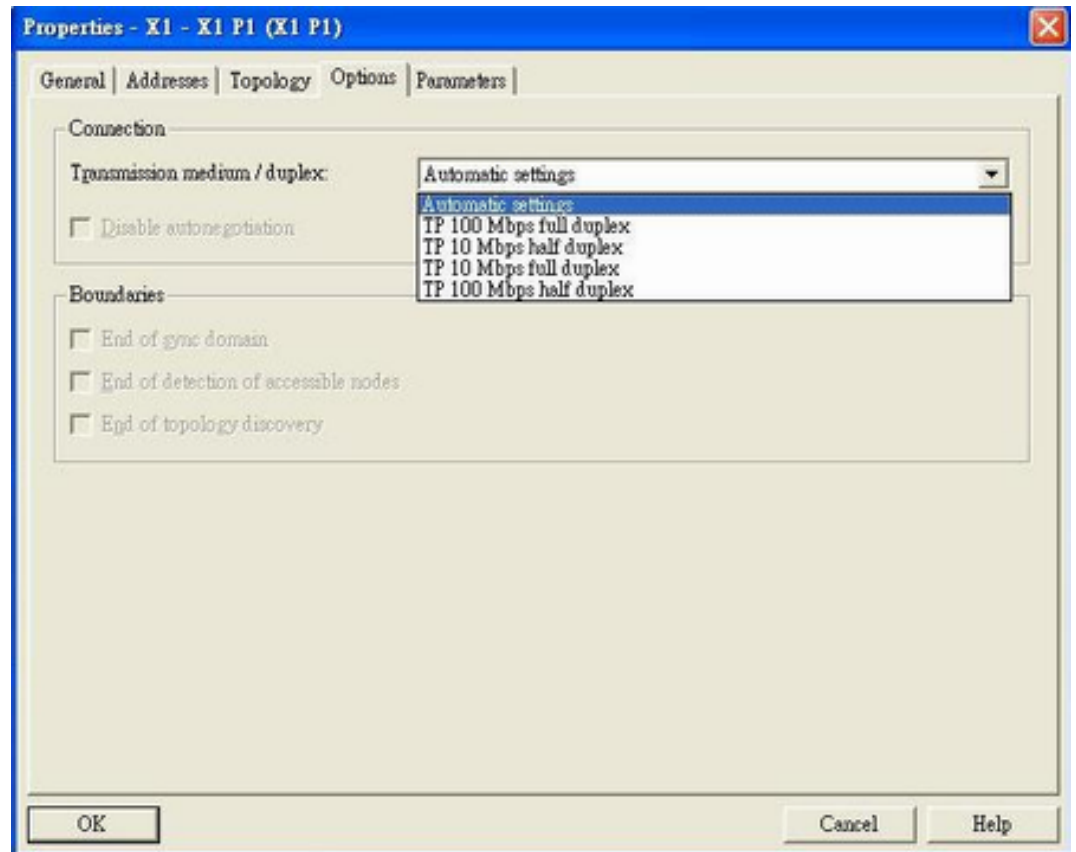 Properties - X1 - X1 P1 (X1 P1)
General | Addresses | Topology | Options | Parameters |
Connection
Transmission medium / duplex:
Automatic settings
Automatic settings
TP 100 Mbps full duplex
TP 10 Mbps half duplex
TP 10 Mbps full duplex
TP 100 Mbps half duplex
Disable autonegotiation
Boundaries
End of sync domain
End of detection of accessible nodes
End of topology discovery
OK
Cancel
Help